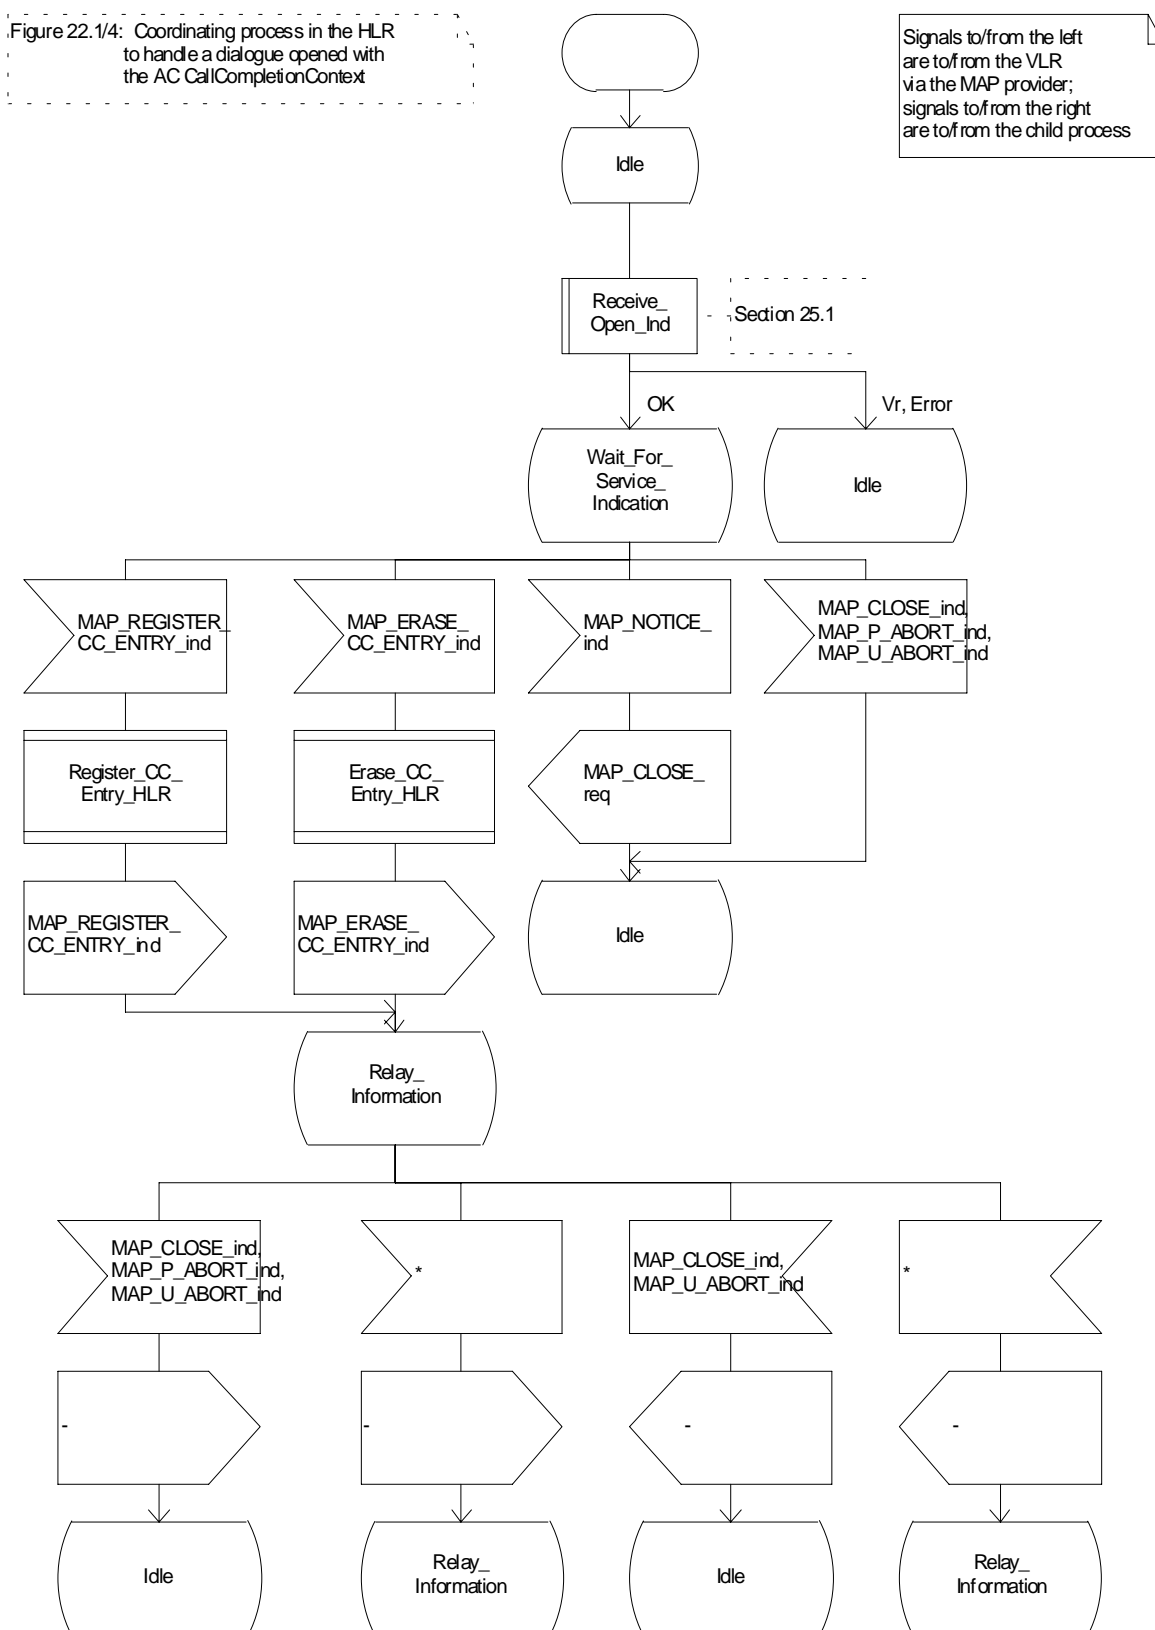 Figure 22.1/4: Coordinating process in the HLR
to handle a dialogue opened with
the AC CallCompletionContext
Signals to/from the left
are to/from the VLR
via the MAP provider;
signals to/from the right
are to/from the child process
Idle
Receive_
Open_Ind
Section 25.1
OK
Vr, Error
Wait_For_
Service_
Indication
Idle
MAP_REGISTER_
CC_ENTRY_ind
MAP_ERASE_
CC_ENTRY_ind
MAP_NOTICE_
ind
MAP_CLOSE_ind,
MAP_P_ABORT_ind,
MAP_U_ABORT_ind
Register_CC_
Entry_HLR
Erase_CC_
Entry_HLR
MAP_CLOSE_
req
MAP_REGISTER_
CC_ENTRY_ind
MAP_ERASE_
CC_ENTRY_ind
Idle
Relay_
Information
MAP_CLOSE_ind,
MAP_P_ABORT_ind,
MAP_U_ABORT_ind
*
MAP_CLOSE_ind,
MAP_U_ABORT_ind
*
-
-
-
-
Idle
Relay_
Information
Idle
Relay_
Information